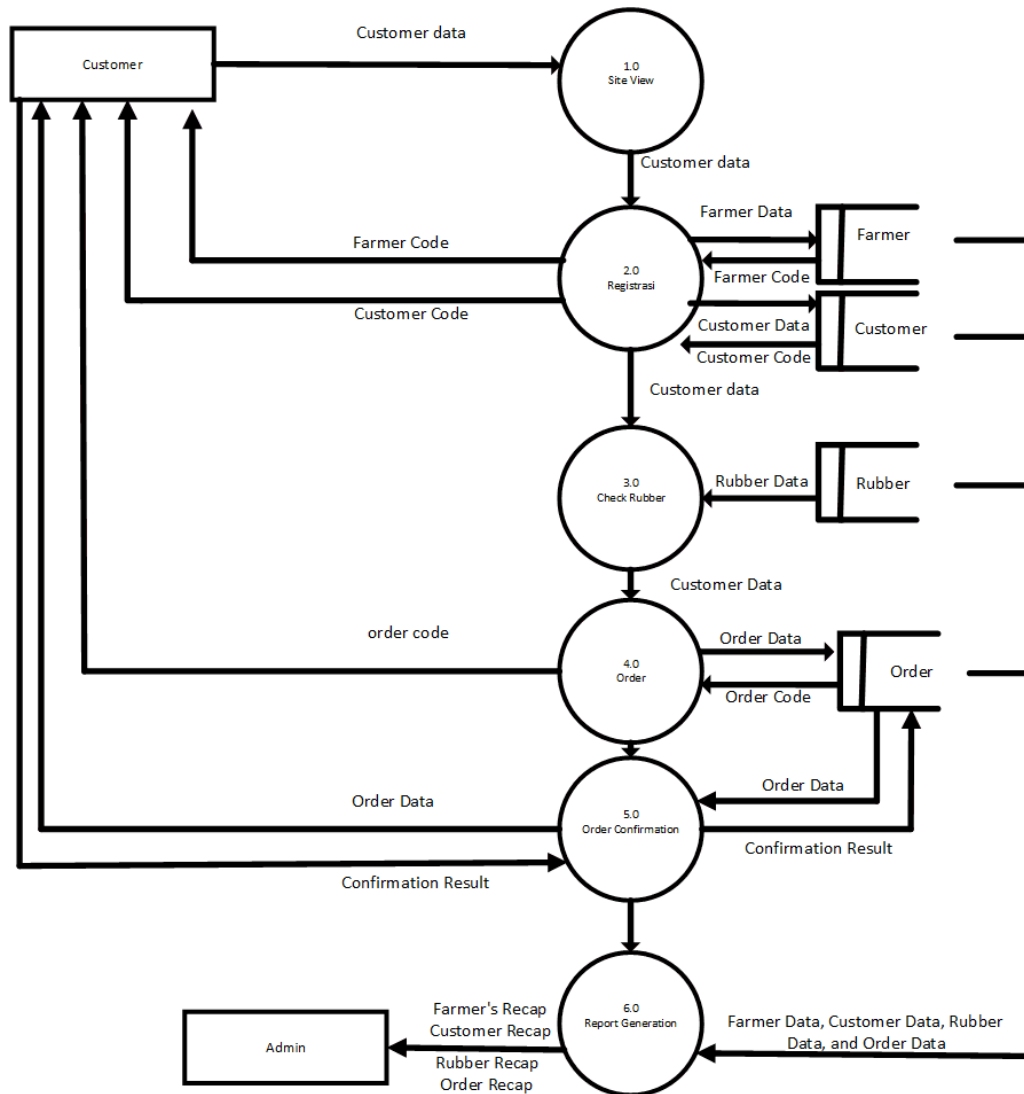 Customer data
Customer
1.0
Site View
Customer data
Farmer Data
Farmer
Farmer Code
Farmer Code
2.0
Registrasi
Customer Code
Customer Data
Customer
Customer Code
Customer data
3.0
Check Rubber
Rubber Data
Rubber
Customer Data
order code
4.0
Order
Order Data
Order
Order Code
Order Data
Order Data
5.0
Order Confirmation
Confirmation Result
Confirmation Result
6.0
Report Generation
Farmer's Recap
Customer Recap
Rubber Recap
Order Recap
Admin
Farmer Data, Customer Data, Rubber
Data, and Order Data